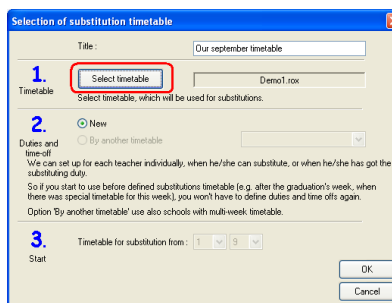 Selection of substitution timetable
Title :
Our september timetable
1.
Timetable
Select timetable
Demo1.rox
Select timetable, which will be used for substitutions.
2.
Duties and time-off
New
By another timetable
We can set up for each teacher individually, when he/she can substitute, or when he/she has got the
substituting duty.
So if you start to use before defined substitutions timetable (e.g. after the graduation's week, when
there was special timetable for this week), you won't have to define duties and time offs again.
Option 'By another timetable' use also schools with multi-week timetable.
3.
Start
Timetable for substitution from : 1 9
OK
Cancel